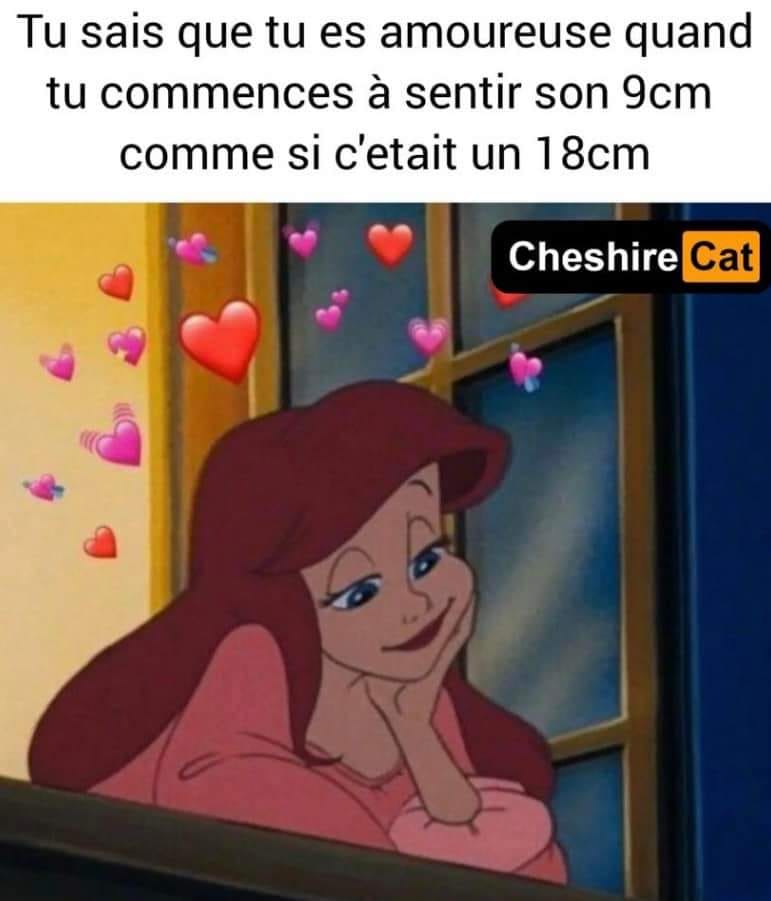 Tu sais que tu es amoureuse quand
tu commences à sentir son 9cm
comme si c'etait un 18cm
Cheshire Cat